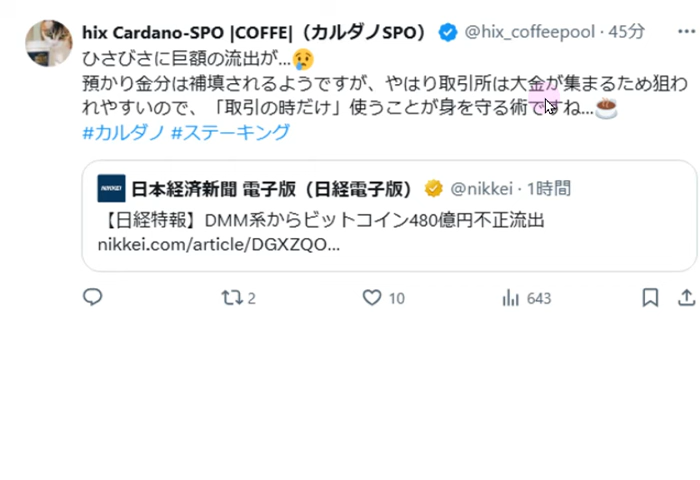 hix Cardano-SPO |COFFE|（カルダノSPO） @hix_coffeepool · 45分
ひさびさに巨額の流出が...😢
預かり金分は補填されるようですが、やはり取引所は大金が集まるため狙わ
れやすいので、「取引の時だけ」使うことが身を守る術ですね...☕
#カルダノ #ステーキング
NIKKEI 日本経済新聞 電子版（日経電子版） @nikkei · 1時間
【日経特報】DMM系からビットコイン480億円不正流出
nikkei.com/article/DGXZQO...
2 10 643